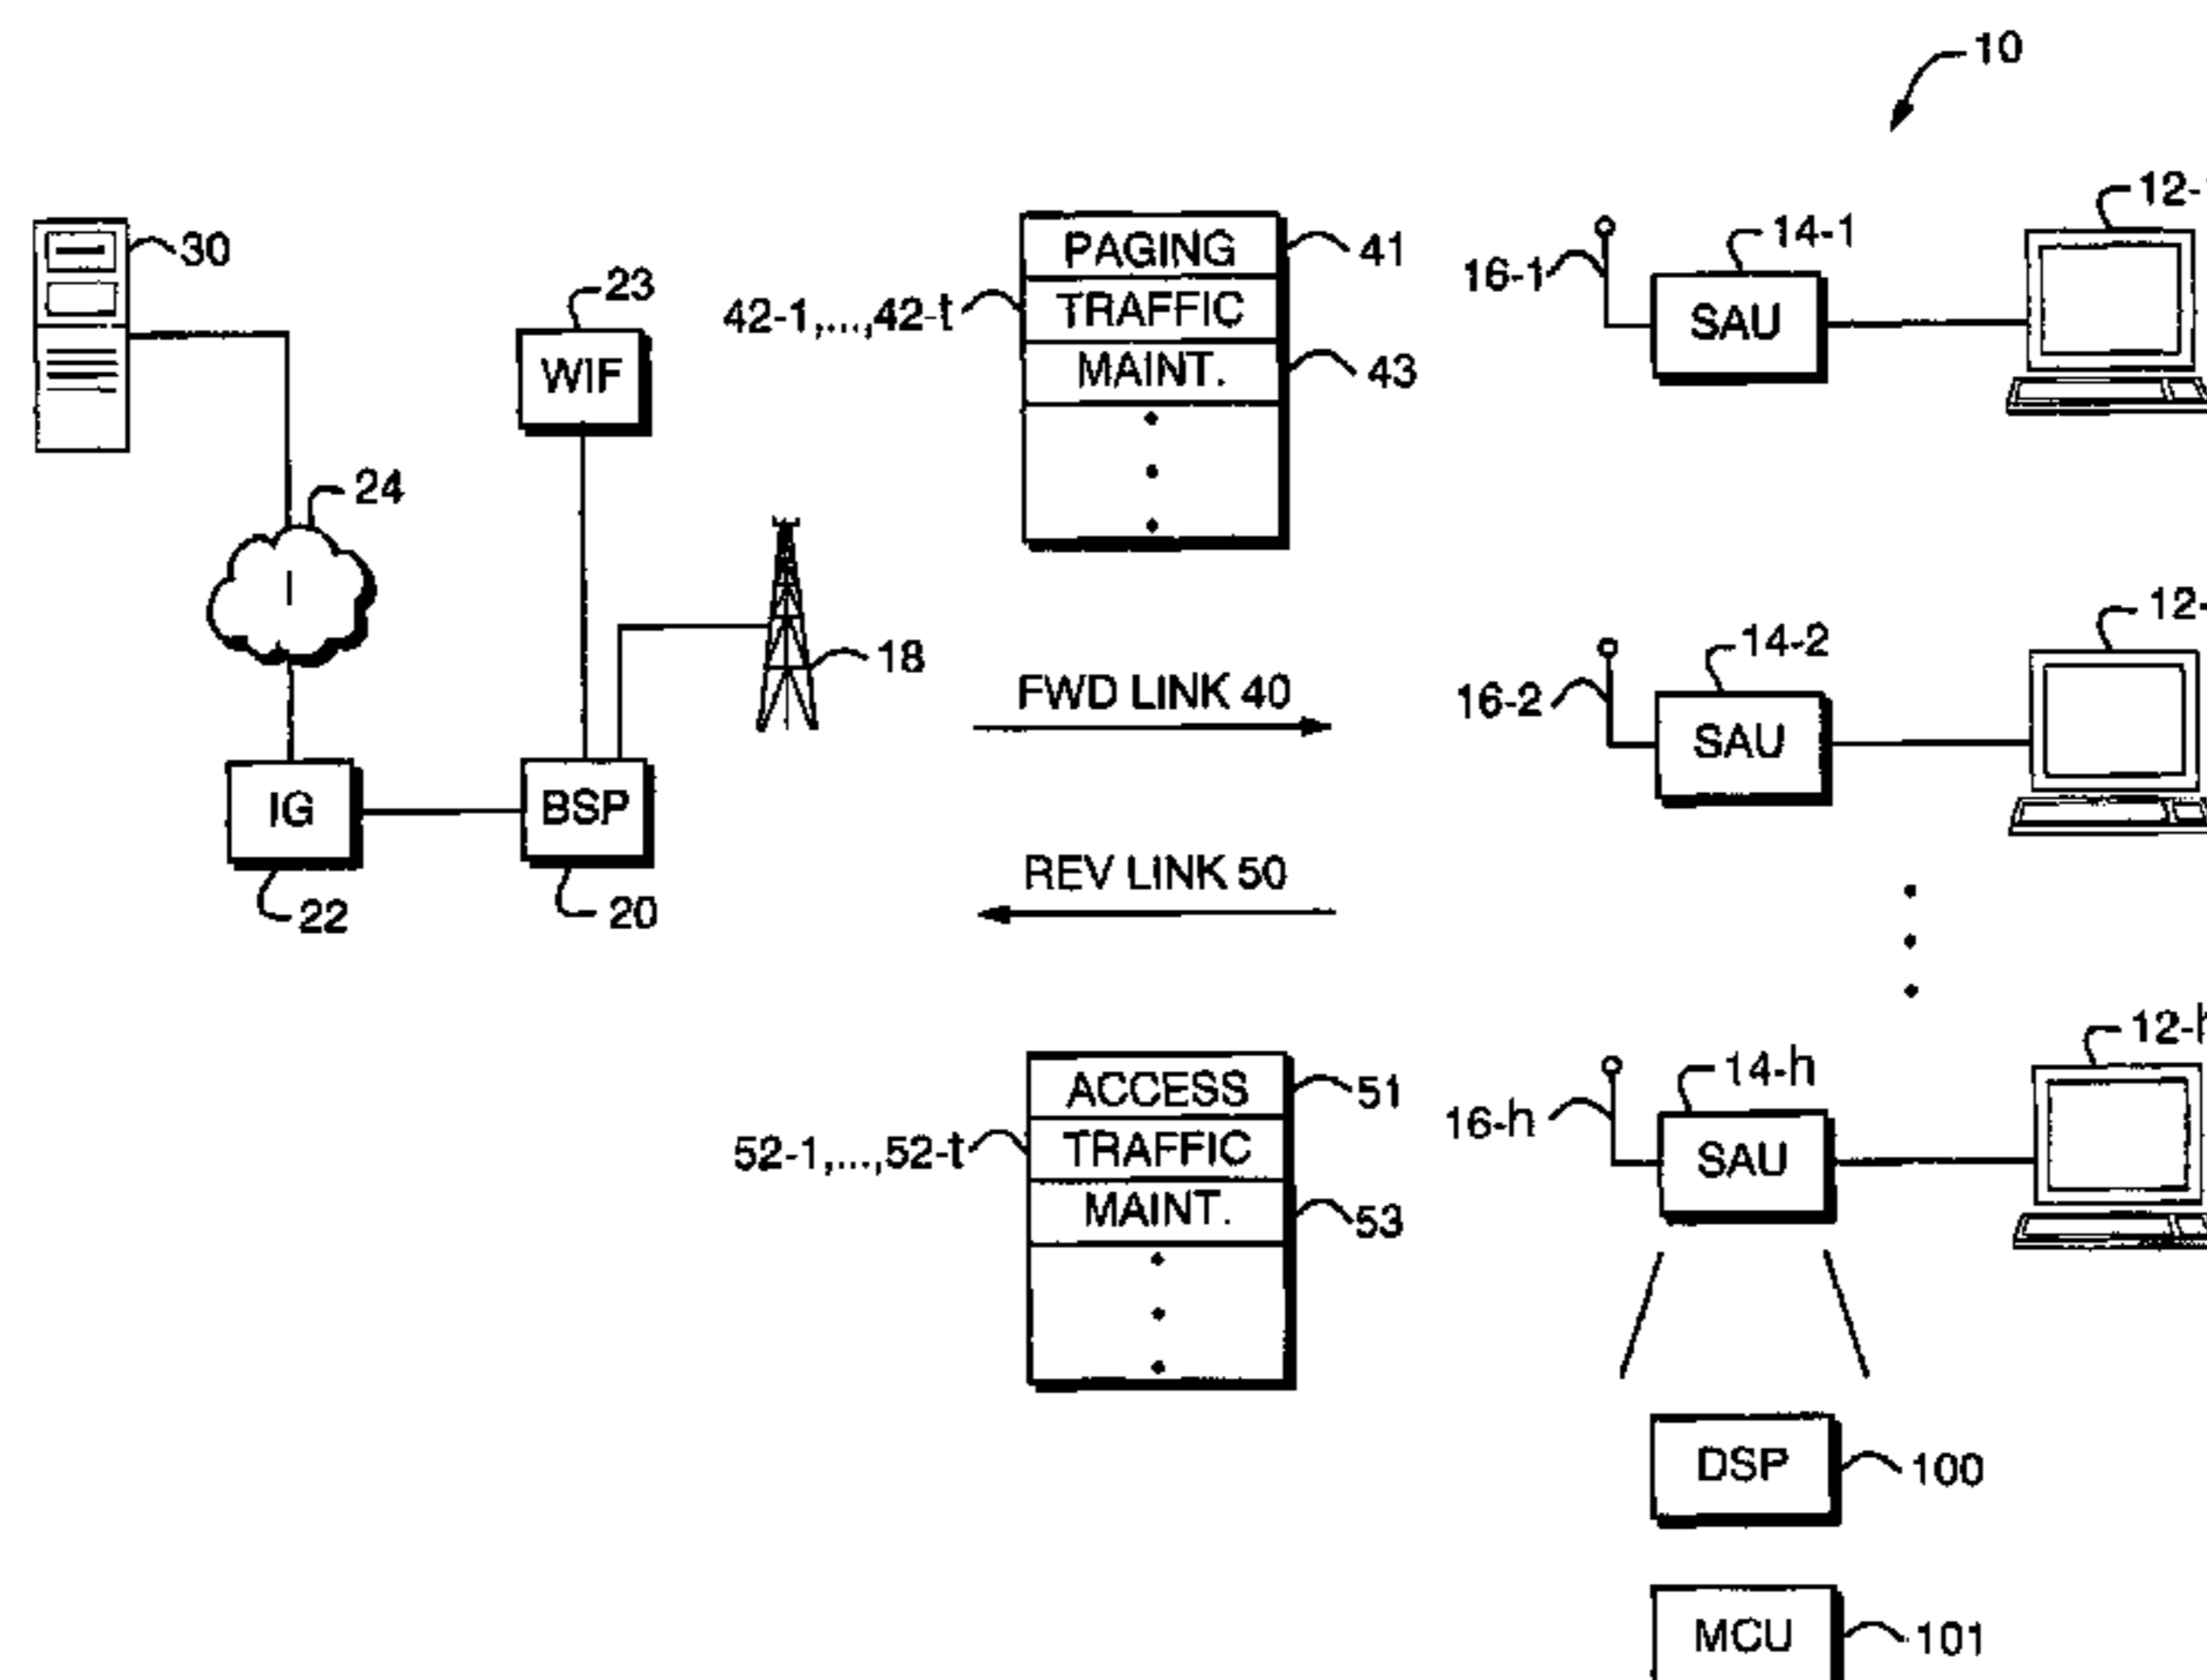 10
30
23
WIF
24
I
18
IG
22
BSP
20
42-1,...,42-t
PAGING
41
TRAFFIC
MAINT.
43
FWD LINK 40
REV LINK 50
52-1,...,52-t
ACCESS
51
TRAFFIC
MAINT.
53
16-1
14-1
SAU
16-2
14-2
SAU
16-h
14-h
SAU
12-h
DSP
100
MCU
101